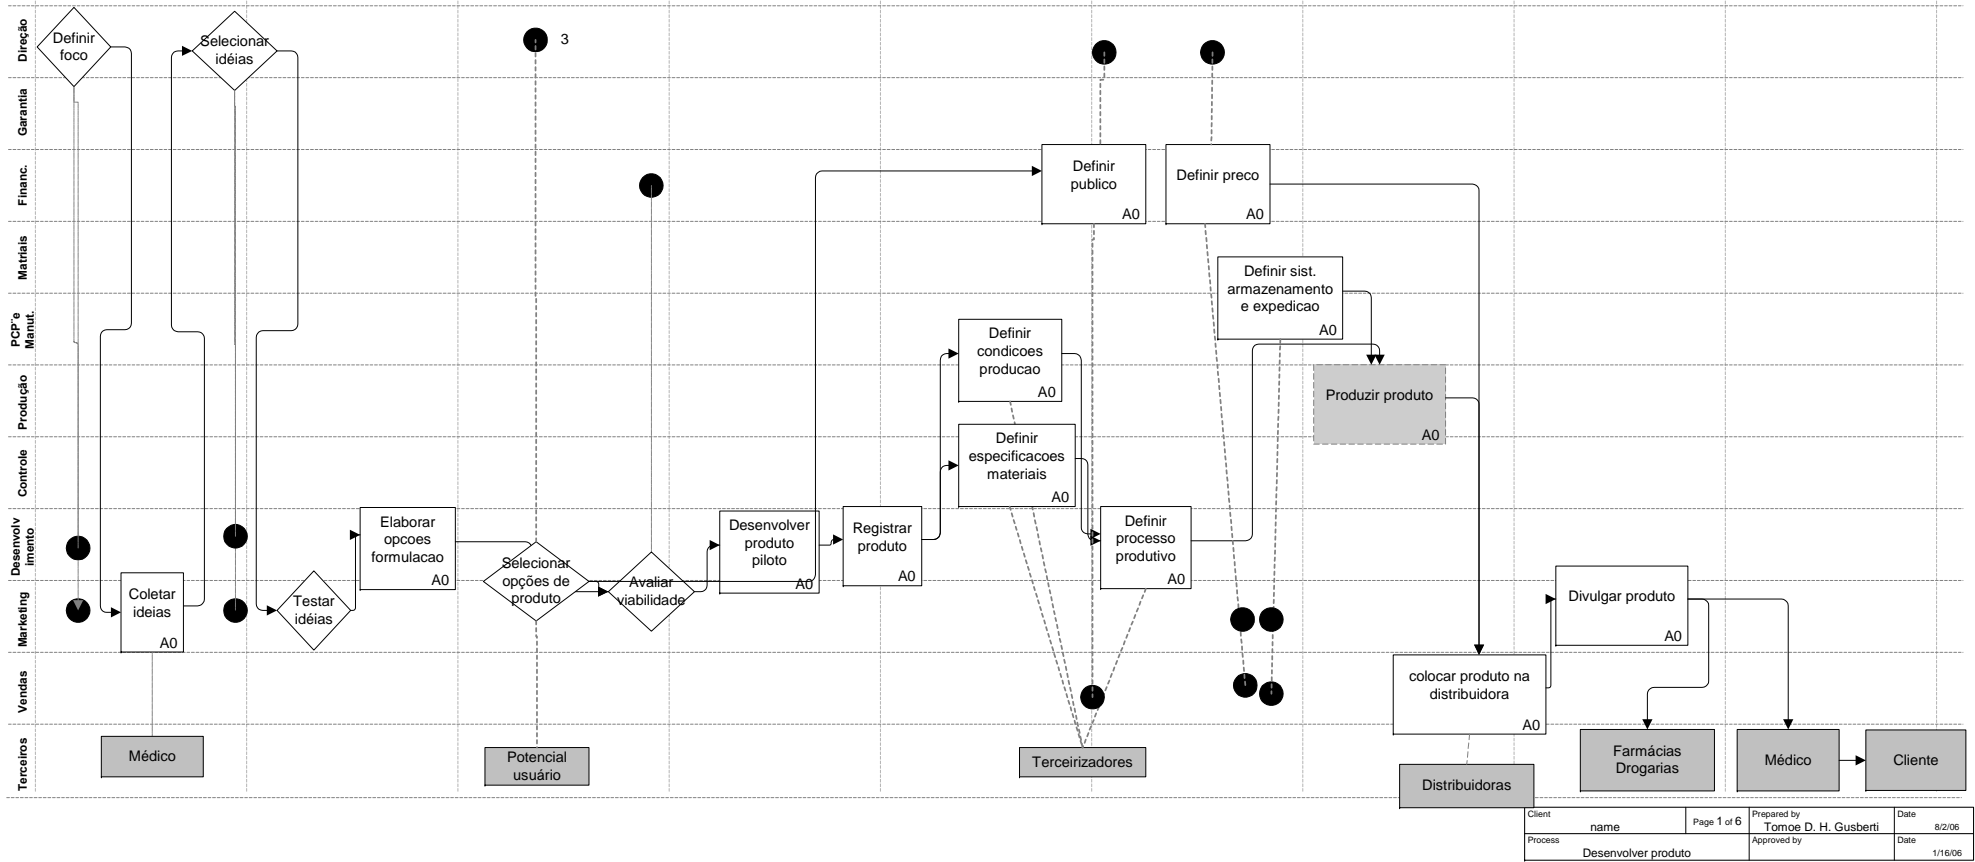 Direção
Garantia
Financ.
Matriais
PCP˜e
Manut.
Produção
Controle
Desenvolv
imento
Marketing
Vendas
Terceiros
Definir
foco
Selecionar
idéias
3
Definir
publico
A0
Definir preco
A0
Definir sist.
armazenamento
e expedicao
A0
Definir
condicoes
producao
A0
Produzir produto
A0
Definir
especificacoes
materiais
A0
Elaborar
opcoes
formulacao
A0
Desenvolver
produto
piloto
A0
Registrar
produto
A0
Definir
processo
produtivo
A0
Coletar
ideias
A0
Testar
idéias
Selecionar
opções de
produto
Avaliar
viabilidade
Divulgar produto
A0
colocar produto na
distribuidora
A0
Médico
Potencial
usuário
Terceirizadores
Distribuidoras
Farmácias
Drogarias
Médico
Cliente
Client
name
Page 1 of 6
Prepared by
Tomoe D. H. Gusberti
Date
8/2/06
Process
Desenvolver produto
Approved by
Date
1/16/06